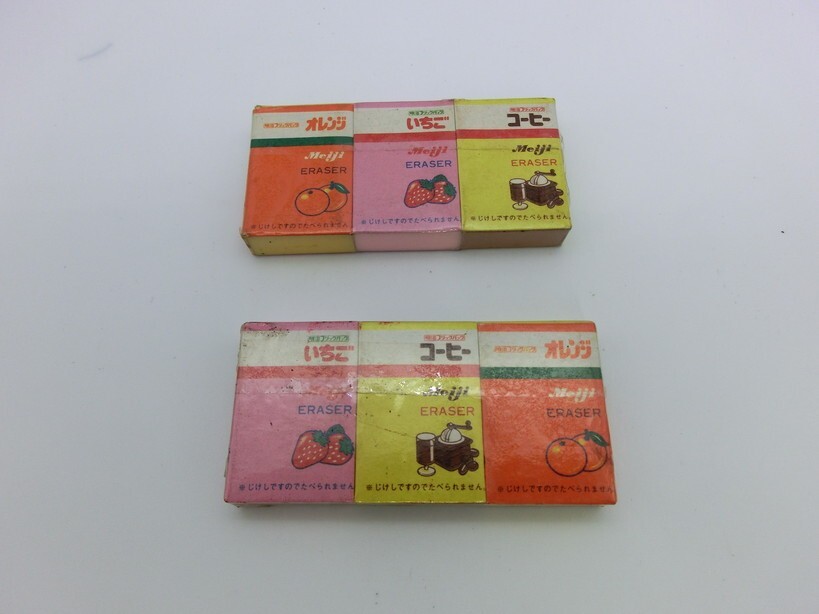 オレンジ
Meiji
ERASER
※じけしですのでたべられません
いちご
Meiji
ERASER
※じけしですのでたべられません
コーヒー
Meiji
ERASER
※じけしですのでたべられません。
いちご
Meiji
ERASER
※じけしですのでたべられません
コーヒー
Meiji
ERASER
※じけしですのでたべられません。
オレンジ
Meiji
ERASER
※じけしですのでたべられません